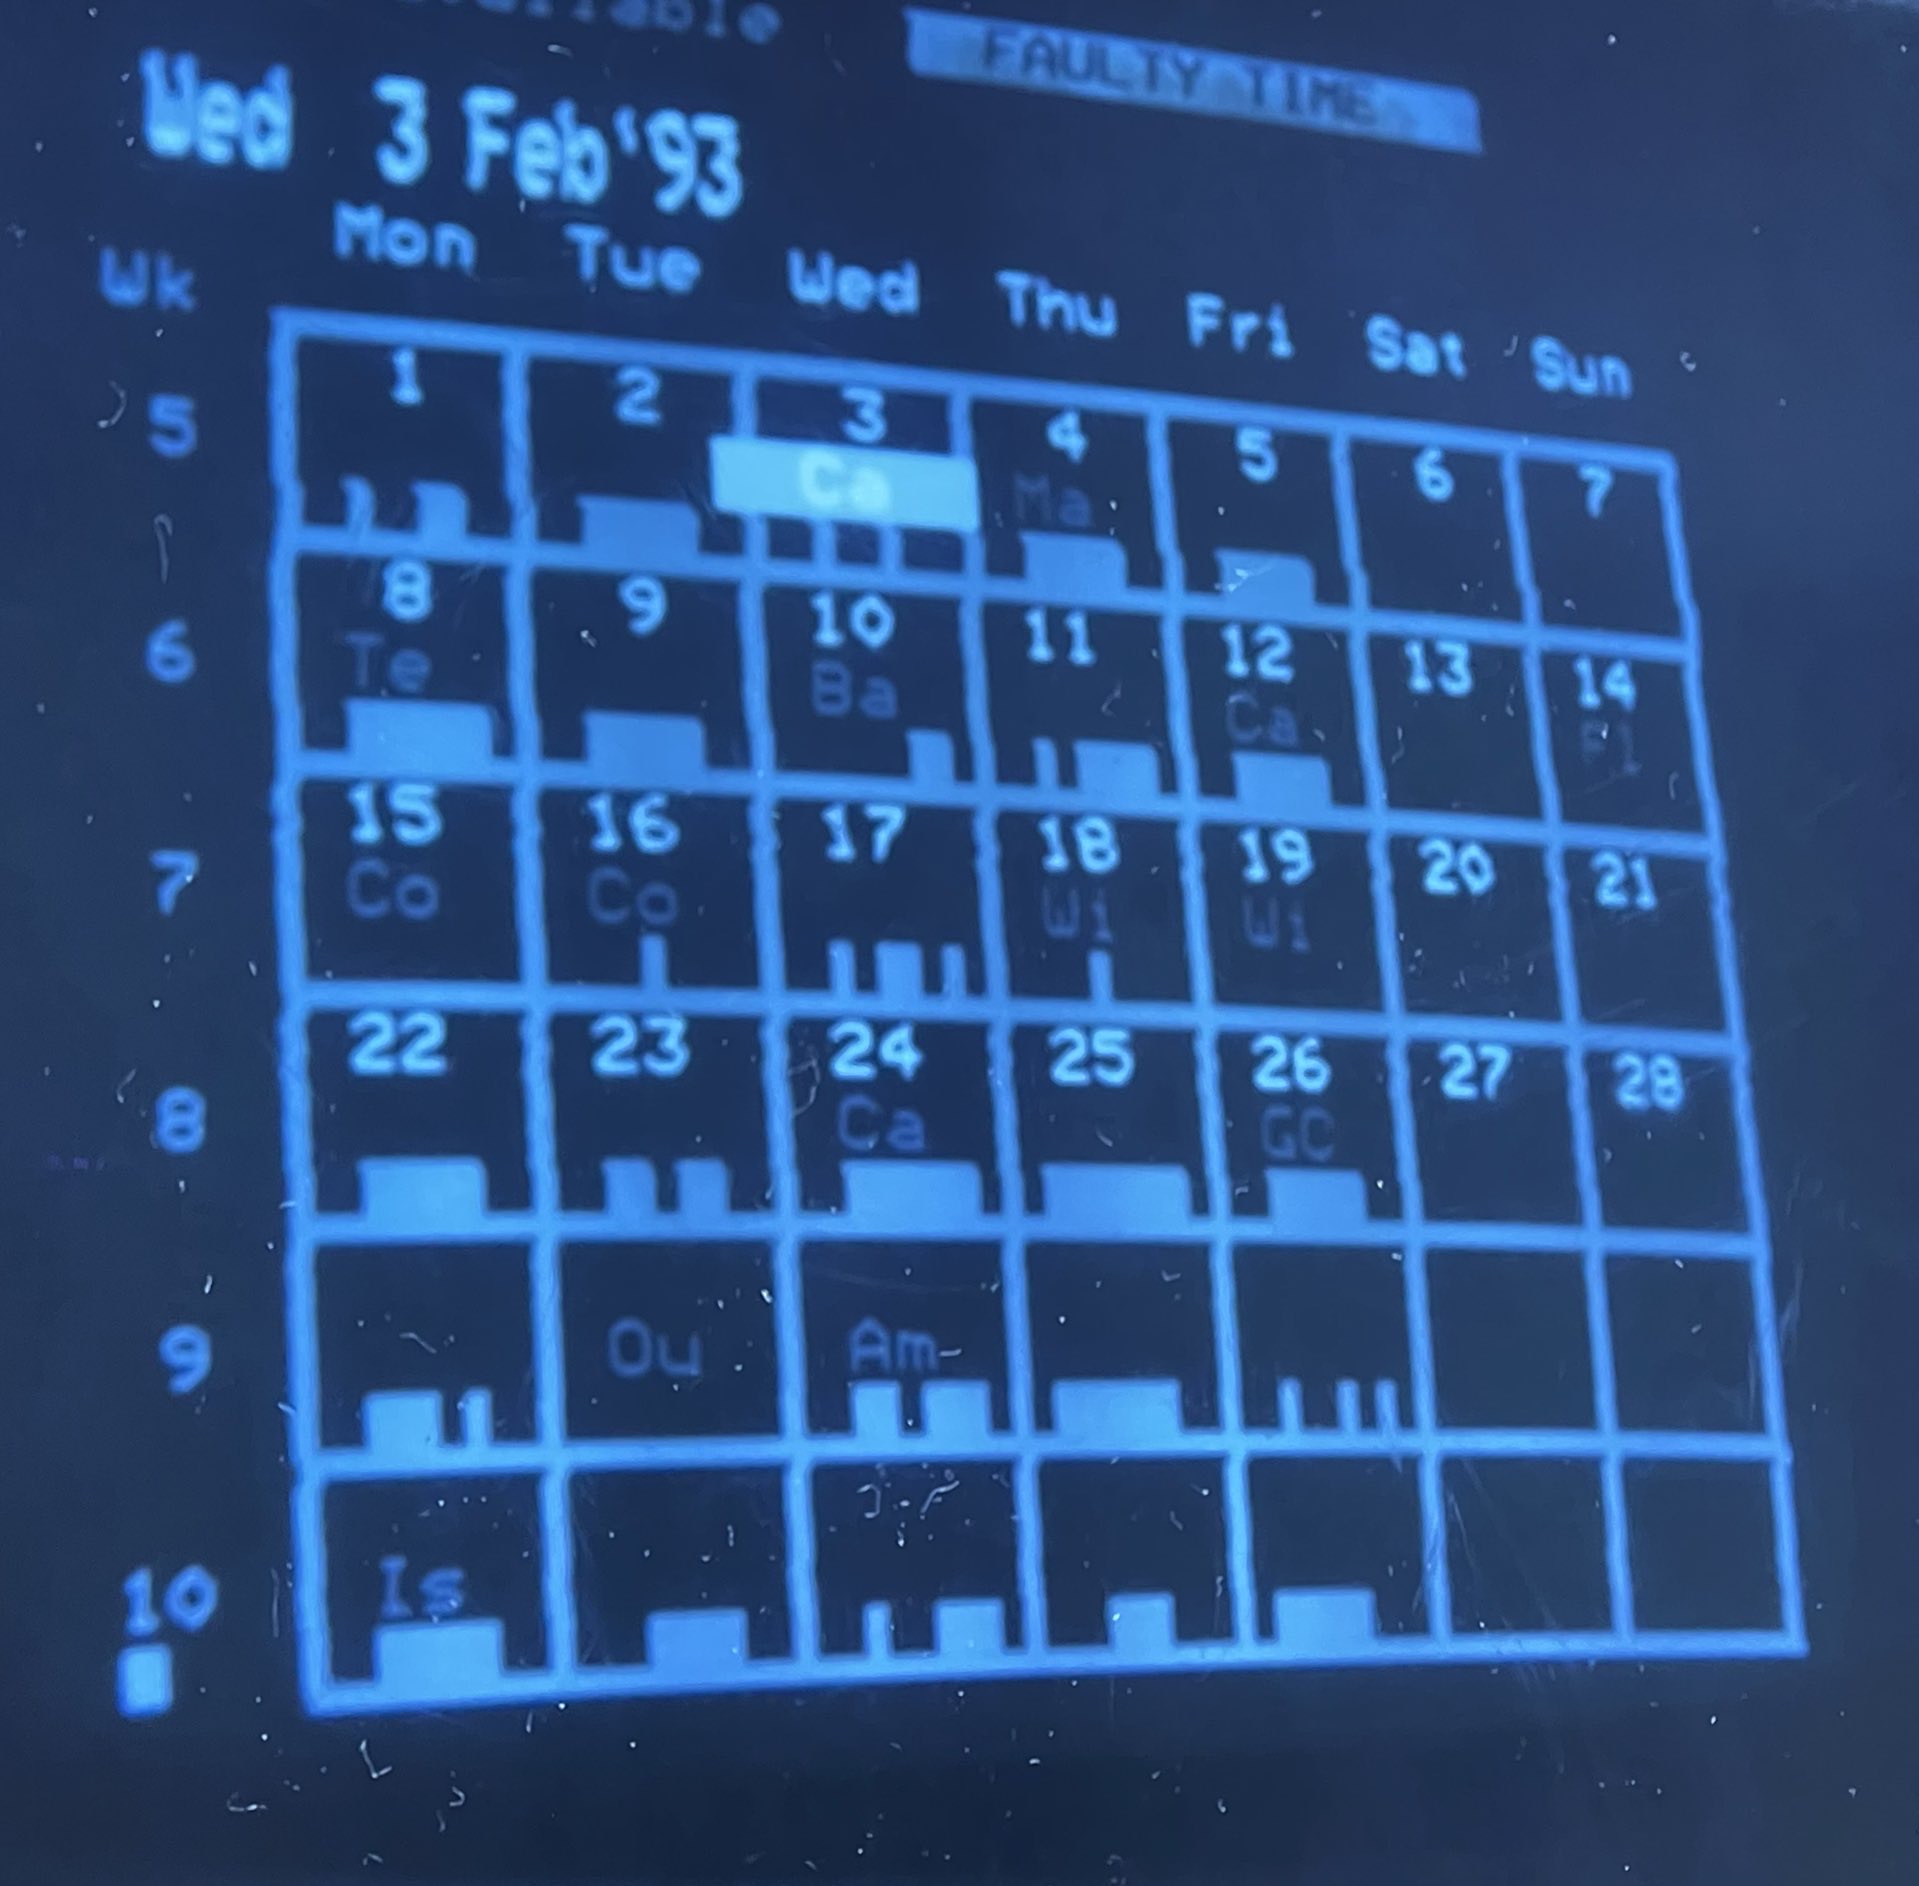 FAULTY TIME
Wed 3 Feb'93
Wk Mon Tue Wed Thu Fri Sat Sun
5 1 2 3 4 5 6 7
Ca Ma
6 8 9 10 11 12 13 14
Te Ba Ca
7 15 16 17 18 19 20 21
Co Co Wi Wi
8 22 23 24 25 26 27 28
Ca GC
9
Ou Am
10
Is